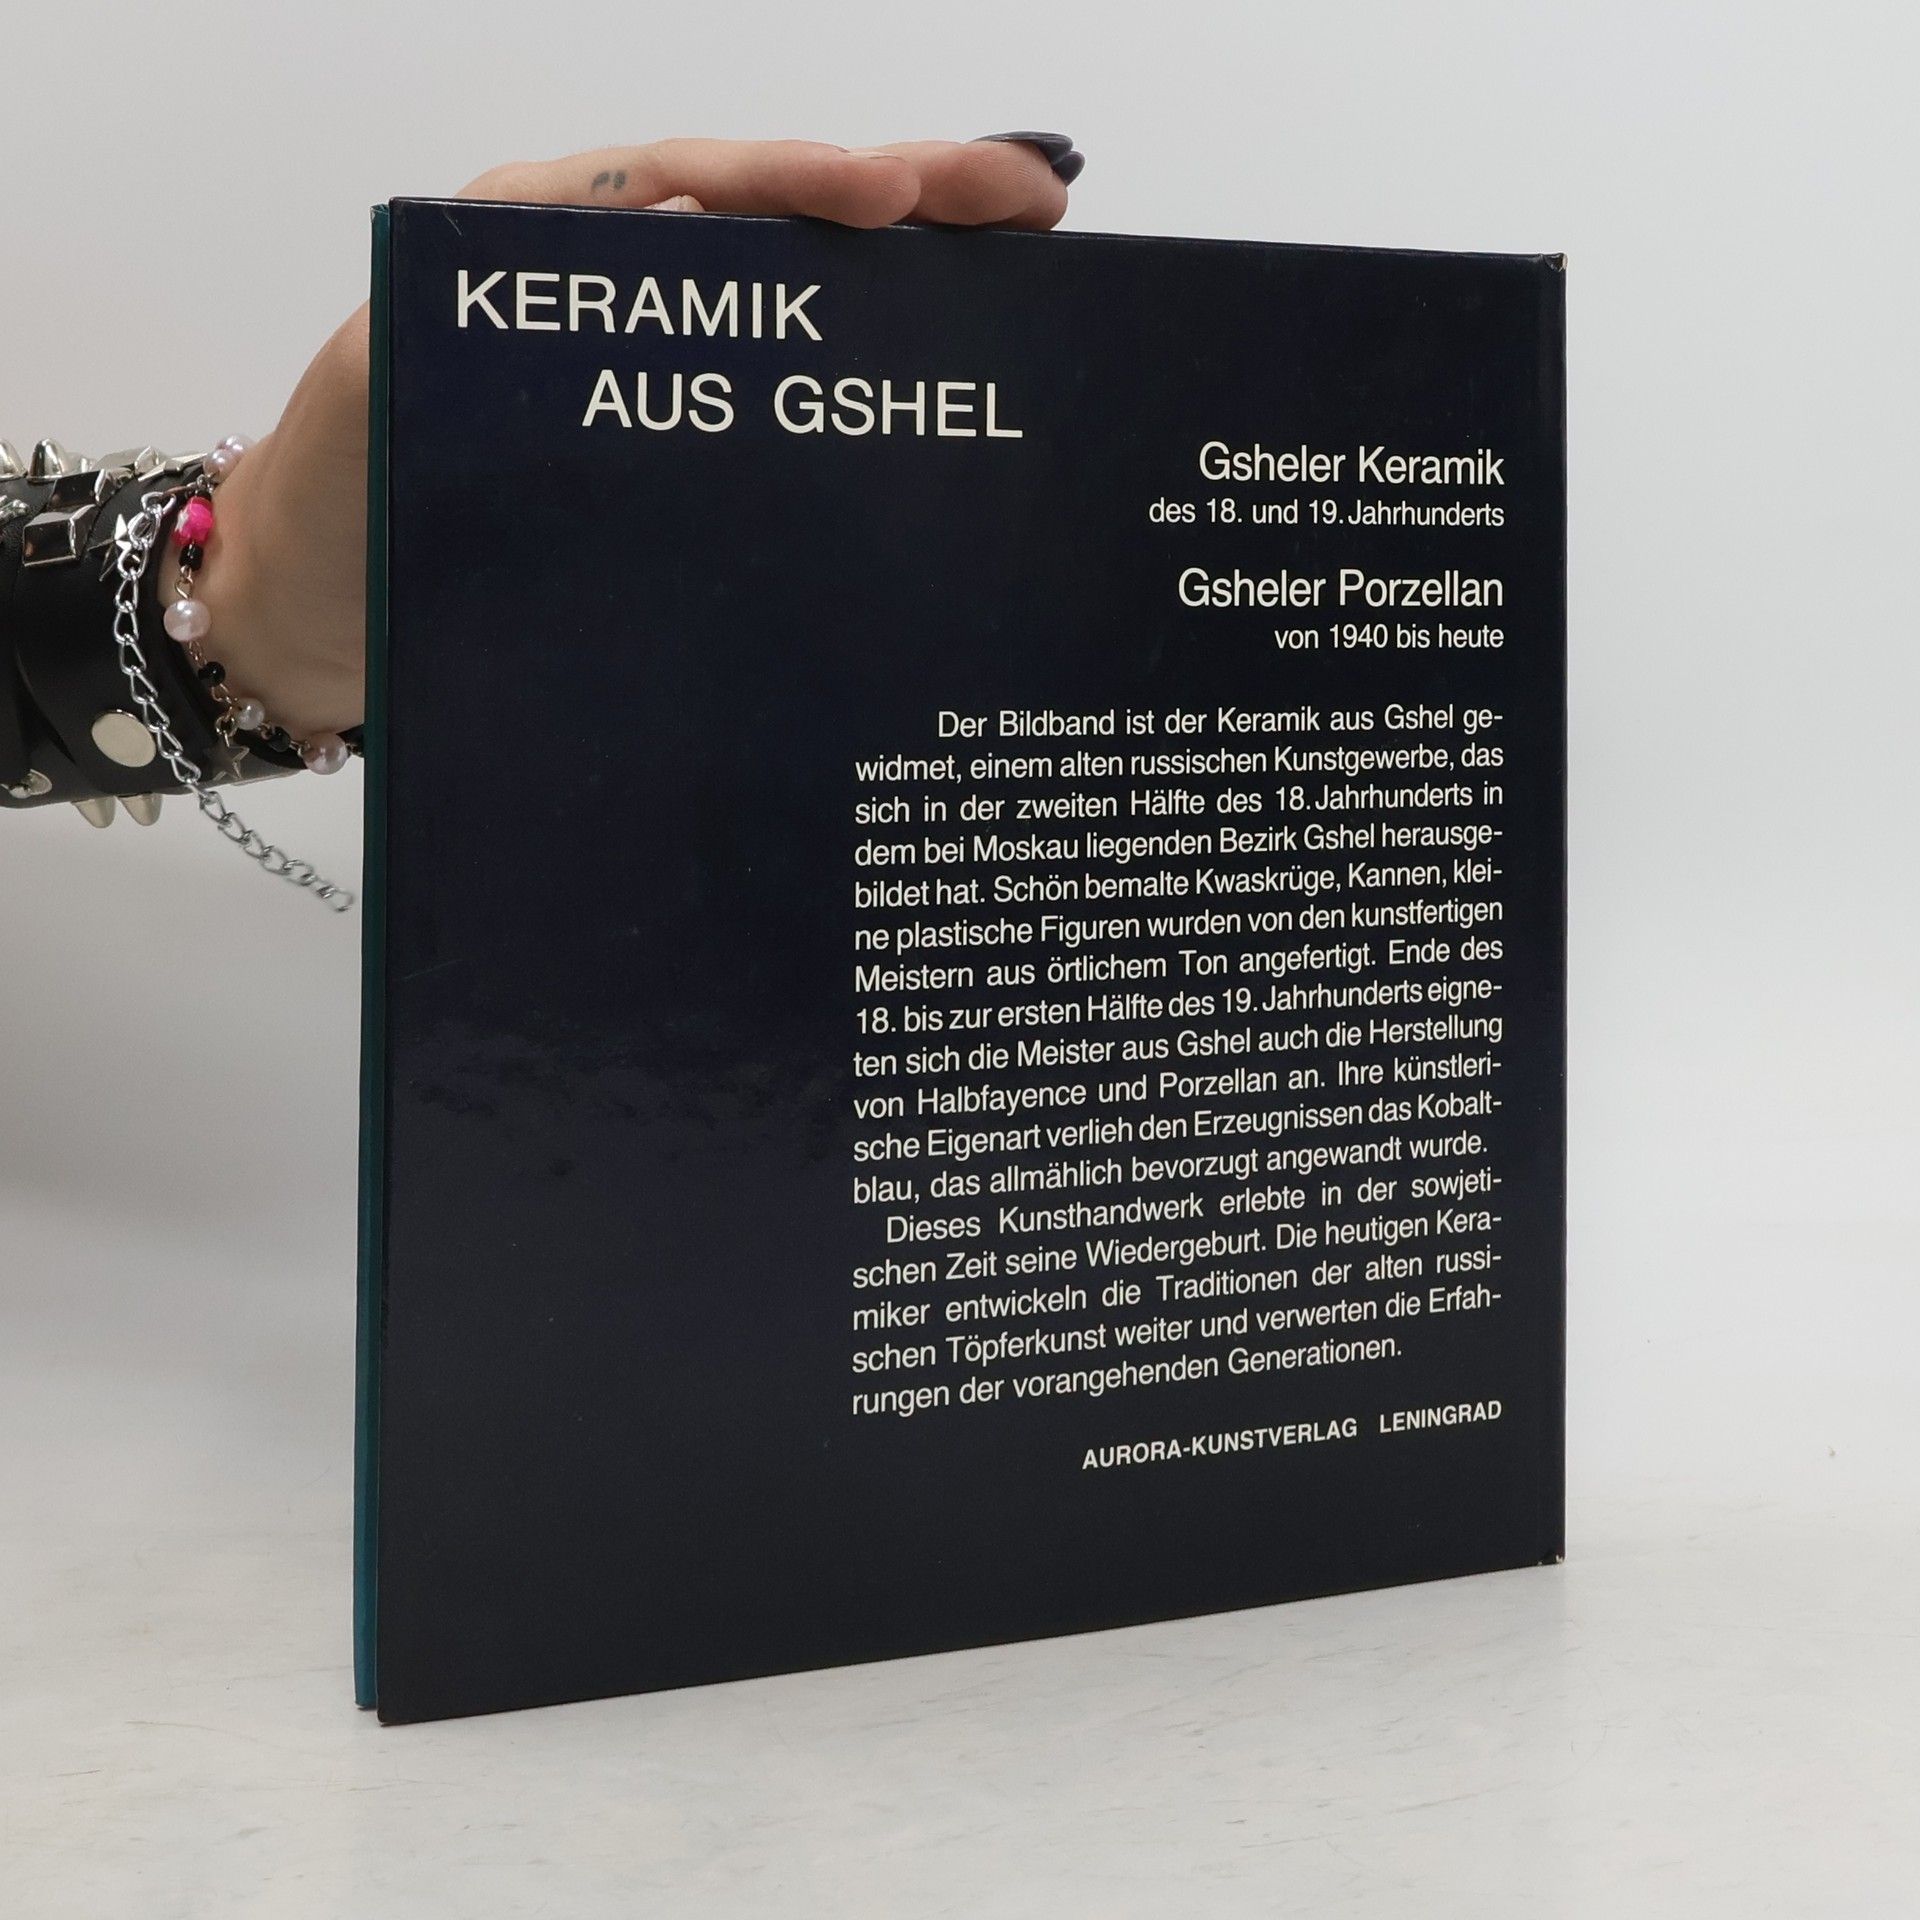 KERAMIK
AUS GSHEL
Gsheler Keramik
des 18. und 19. Jahrhunderts
Gsheler Porzellan
von 1940 bis heute
Der Bildband ist der Keramik aus Gshel ge-
widmet, einem alten russischen Kunstgewerbe, das
sich in der zweiten Hälfte des 18. Jahrhunderts in
dem bei Moskau liegenden Bezirk Gshel herausge-
bildet hat. Schön bemalte Kwaskrüge, Kannen, klei-
ne plastische Figuren wurden von den kunstfertigen
Meistern aus örtlichem Ton angefertigt. Ende des
18. bis zur ersten Hälfte des 19. Jahrhunderts eigne-
ten sich die Meister aus Gshel auch die Herstellung
von Halbfayence und Porzellan an. Ihre künstleri-
sche Eigenart verlieh den Erzeugnissen das Kobalt-
blau, das allmählich bevorzugt angewandt wurde.
Dieses Kunsthandwerk erlebte in der sowjeti-
schen Zeit seine Wiedergeburt. Die heutigen Kera-
miker entwickeln die Traditionen der alten russi-
schen Töpferkunst weiter und verwerten die Erfah-
rungen der vorangehenden Generationen.
AURORA-KUNSTVERLAG LENINGRAD